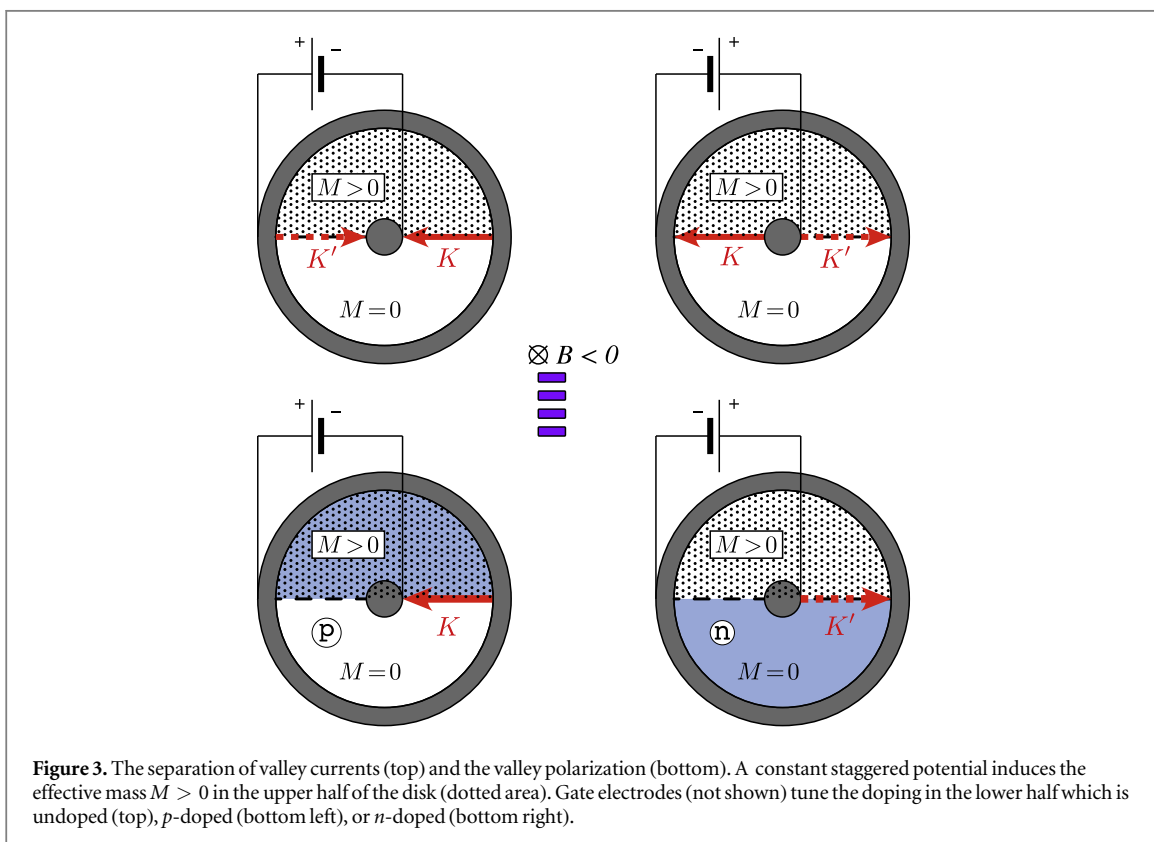 + −
− +
M > 0
M > 0
K′ K
K K′
M = 0
M = 0
⊗ B < 0
+ −
− +
M > 0
M > 0
K
K′
p
n
M = 0
M = 0
Figure 3. The separation of valley currents (top) and the valley polarization (bottom). A constant staggered potential induces the
effective mass M > 0 in the upper half of the disk (dotted area). Gate electrodes (not shown) tune the doping in the lower half which is
undoped (top), p-doped (bottom left), or n-doped (bottom right).